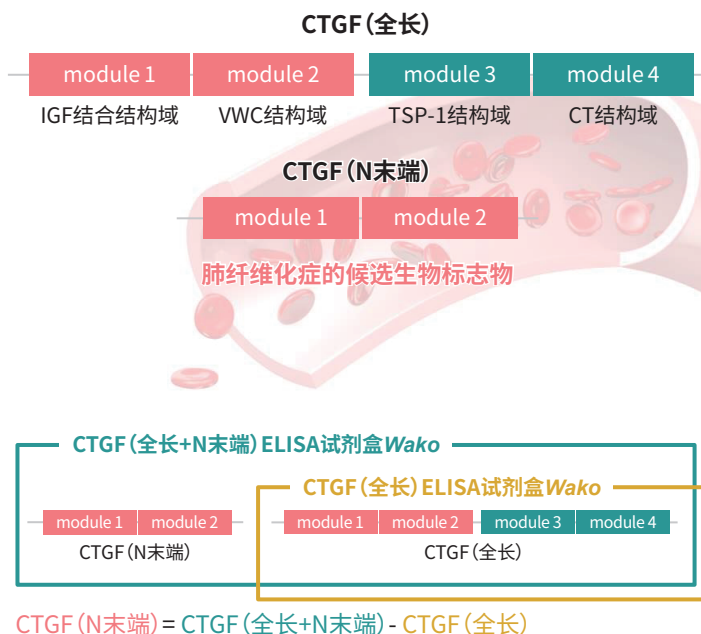 CTGF（全长）
module 1 module 2 module 3 module 4
IGF结合结构域 VWC结构域 TSP-1结构域 CT结构域
CTGF（N末端）
module 1 module 2
肺纤维化症的候选生物标志物
CTGF（全长+N末端）ELISA试剂盒Wako
CTGF（全长）ELISA试剂盒Wako
module 1 module 2 module 1 module 2 module 3 module 4
CTGF（N末端） CTGF（全长）
CTGF（N末端）= CTGF（全长+N末端）- CTGF（全长）